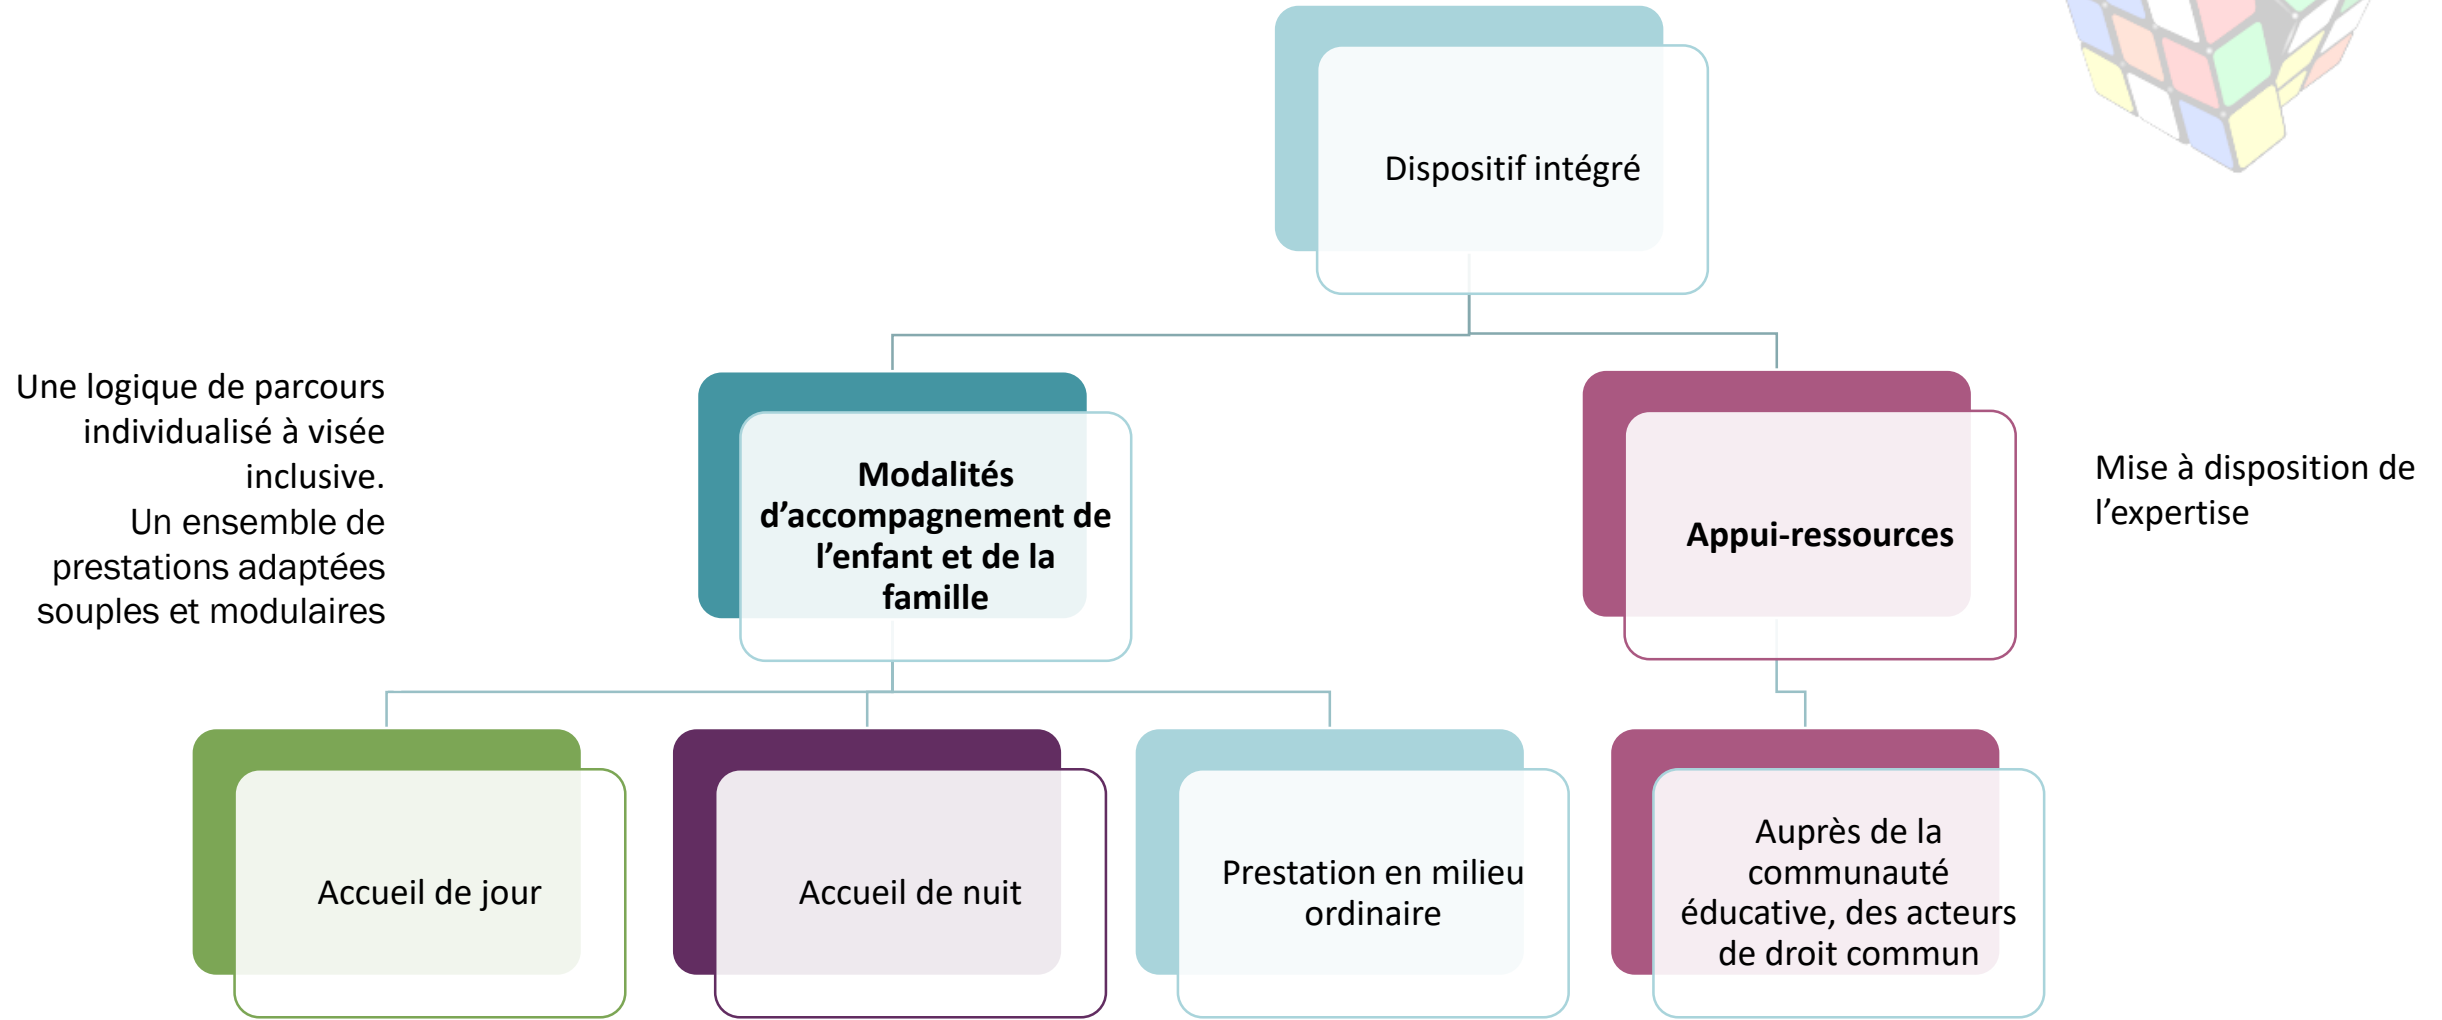 Dispositif intégré
Une logique de parcours
individualisé à visée
inclusive.
Un ensemble de
prestations adaptées
souples et modulaires
Modalités
d’accompagnement de
l’enfant et de la
famille
Appui-ressources
Mise à disposition de
l’expertise
Accueil de jour
Accueil de nuit
Prestation en milieu
ordinaire
Auprès de la
communauté
éducative, des acteurs
de droit commun